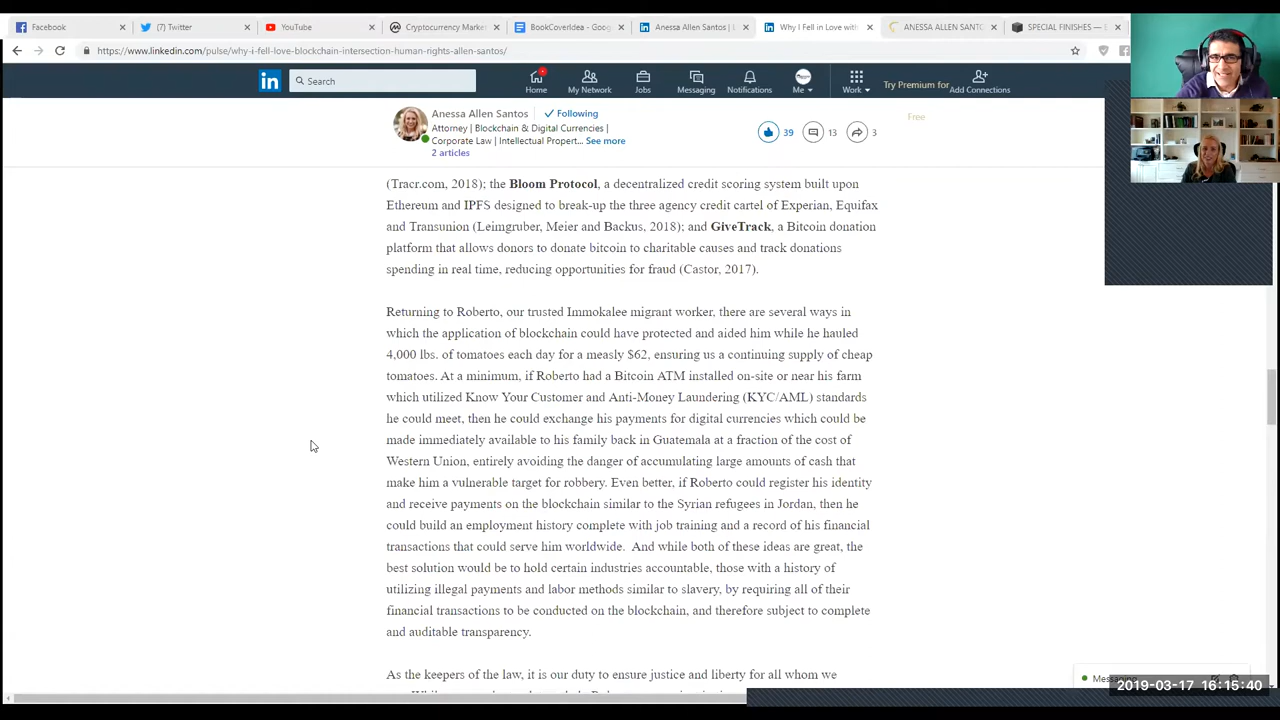 Facebook
(7) Twitter
YouTube
Cryptocurrency Market
BookCoverIdea - Goog
Anessa Allen Santos |
Why I Fell in Love with
ANESSA ALLEN SANTO
SPECIAL FINISHES —
https://www.linkedin.com/pulse/why-i-fell-love-blockchain-intersection-human-rights-allen-santos/
in
Search
Home
My Network
Jobs
Messaging
Notifications
Me
Work
Try Premium for
Add Connections
Free
Anessa Allen Santos
Following
Attorney | Blockchain & Digital Currencies |
Corporate Law | Intellectual Propert... See more
2 articles
39
13
3
(Tracr.com, 2018); the Bloom Protocol, a decentralized credit scoring system built upon
Ethereum and IPFS designed to break-up the three agency credit cartel of Experian, Equifax
and Transunion (Leimgruber, Meier and Backus, 2018); and GiveTrack, a Bitcoin donation
platform that allows donors to donate bitcoin to charitable causes and track donations
spending in real time, reducing opportunities for fraud (Castor, 2017).
Returning to Roberto, our trusted Immokalee migrant worker, there are several ways in
which the application of blockchain could have protected and aided him while he hauled
4,000 lbs. of tomatoes each day for a measly $62, ensuring us a continuing supply of cheap
tomatoes. At a minimum, if Roberto had a Bitcoin ATM installed on-site or near his farm
which utilized Know Your Customer and Anti-Money Laundering (KYC/AML) standards
he could meet, then he could exchange his payments for digital currencies which could be
made immediately available to his family back in Guatemala at a fraction of the cost of
Western Union, entirely avoiding the danger of accumulating large amounts of cash that
make him a vulnerable target for robbery. Even better, if Roberto could register his identity
and receive payments on the blockchain similar to the Syrian refugees in Jordan, then he
could build an employment history complete with job training and a record of his financial
transactions that could serve him worldwide. And while both of these ideas are great, the
best solution would be to hold certain industries accountable, those with a history of
utilizing illegal payments and labor methods similar to slavery, by requiring all of their
financial transactions to be conducted on the blockchain, and therefore subject to complete
and auditable transparency.
As the keepers of the law, it is our duty to ensure justice and liberty for all whom we
2019-03-17 16:15:40